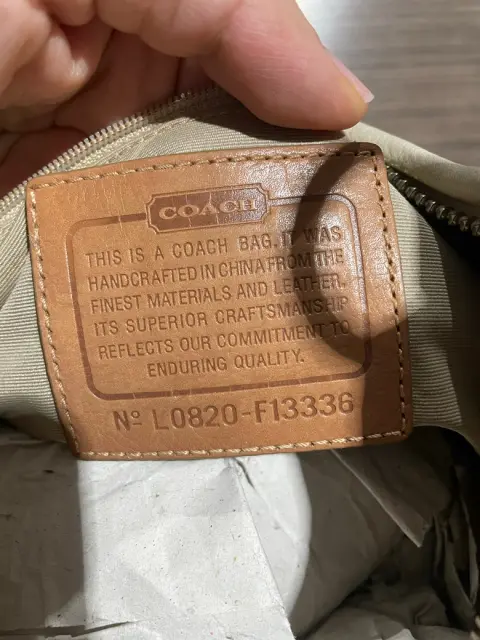 COACH
THIS IS A COACH BAG. IT WAS
HANDCRAFTED IN CHINA FROM THE
FINEST MATERIALS AND LEATHER.
ITS SUPERIOR CRAFTSMANSHIP
REFLECTS OUR COMMITMENT TO
ENDURING QUALITY.
Nº L0820-F13336